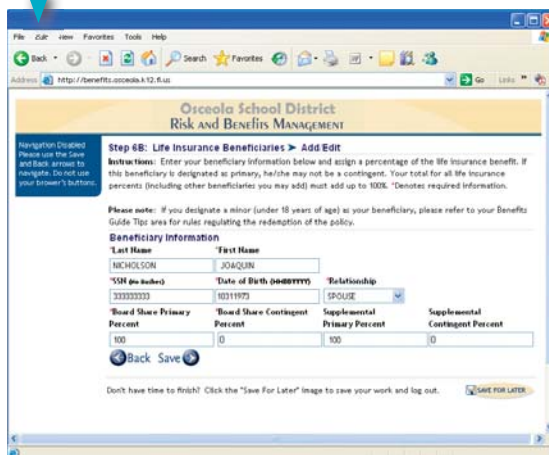 File Edit View Favorites Tools Help
Back Search Favorites
Address http://benefits.osceola.k12.fl.us Go Links »
Osceola School District
RISK AND BENEFITS MANAGEMENT
Navigation Disabled
Please use the Save
and Back arrows to
navigate. Do not use
your brower's buttons.
Step 6B: Life Insurance Beneficiaries ➤ Add/Edit
Instructions: Enter your beneficiary information below and assign a percentage of the life insurance benefit. If
this beneficiary is designated as primary, he/she may not be a contingent. Your total for all life insurance
percents (including other beneficiaries you may add) must add up to 100%. *Denotes required information.
Please note: If you designate a minor (under 18 years of age) as your beneficiary, please refer to your Benefits
Guide Tips area for rules regulating the redemption of the policy.
Beneficiary Information
*Last Name *First Name
NICHOLSON JOAQUIN
*SSN (No Dashes) *Date of Birth (MMDDYYYY) *Relationship
333333333 10311973 SPOUSE
*Board Share Primary *Board Share Contingent Supplemental Supplemental
Percent Percent Primary Percent Contingent Percent
100 0 100 0
Back Save
Don't have time to finish? Click the "Save For Later" image to save your work and log out. SAVE FOR LATER